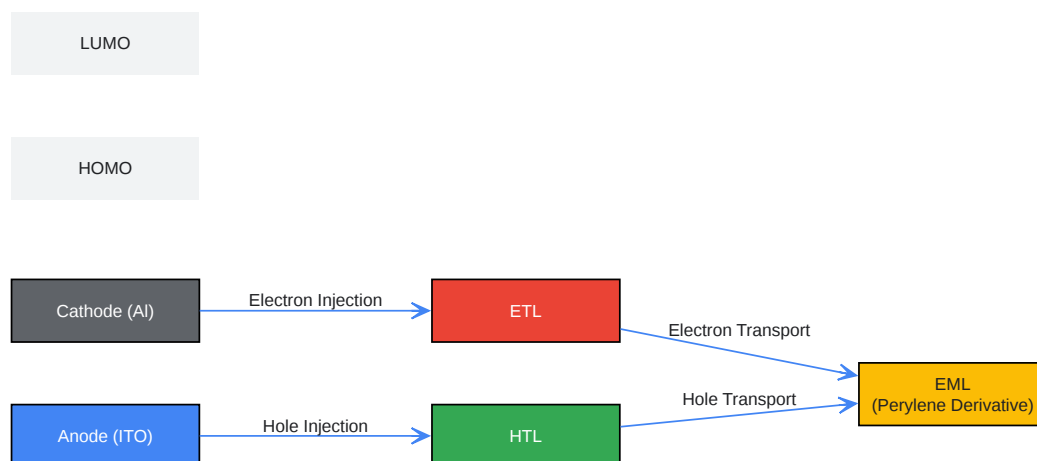 LUMO
HOMO
Cathode (Al)
Electron Injection
ETL
Electron Transport
EML
(Perylene Derivative)
Hole Transport
Anode (ITO)
Hole Injection
HTL